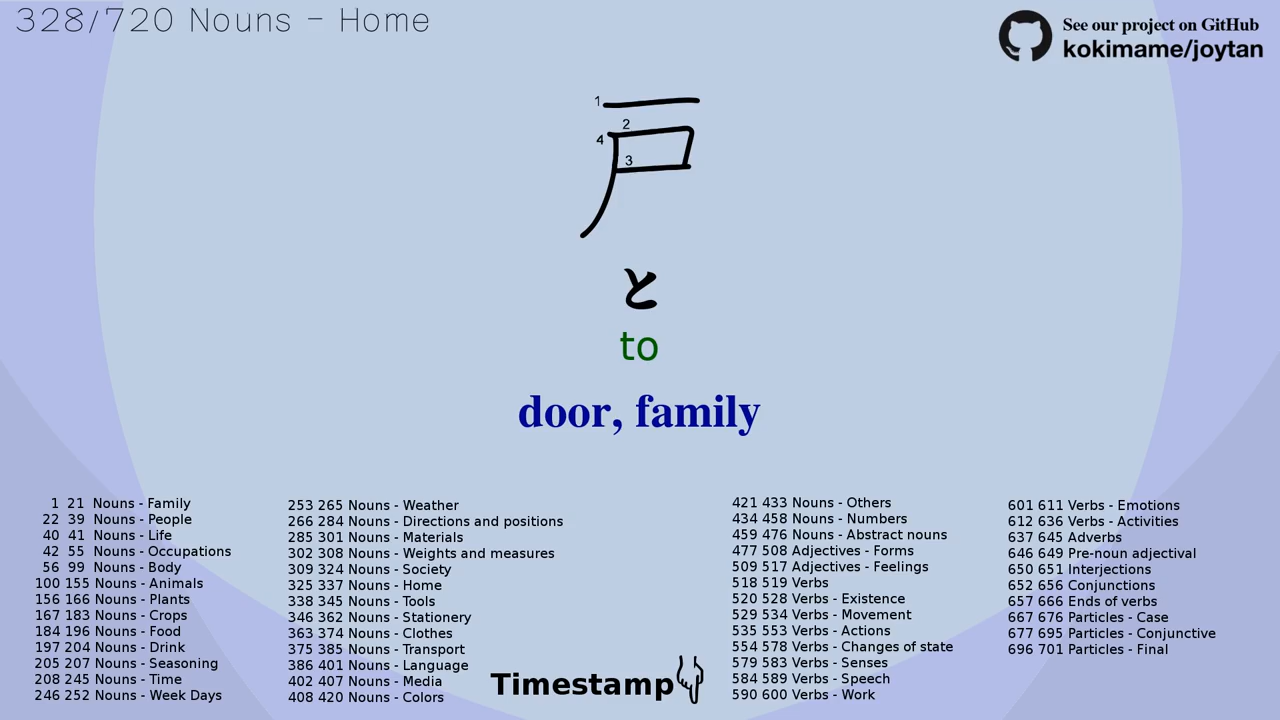 328/720 Nouns - Home
See our project on GitHub
kokimame/joytan
戸
1
2
4
3
と
to
door, family
1 21 Nouns - Family
22 39 Nouns - People
40 41 Nouns - Life
42 55 Nouns - Occupations
56 99 Nouns - Body
100 155 Nouns - Animals
156 166 Nouns - Plants
167 183 Nouns - Crops
184 196 Nouns - Food
197 204 Nouns - Drink
205 207 Nouns - Seasoning
208 245 Nouns - Time
246 252 Nouns - Week Days
253 265 Nouns - Weather
266 284 Nouns - Directions and positions
285 301 Nouns - Materials
302 308 Nouns - Weights and measures
309 324 Nouns - Society
325 337 Nouns - Home
338 345 Nouns - Tools
346 362 Nouns - Stationery
363 374 Nouns - Clothes
375 385 Nouns - Transport
386 401 Nouns - Language
402 407 Nouns - Media
408 420 Nouns - Colors
Timestamp
421 433 Nouns - Others
434 458 Nouns - Numbers
459 476 Nouns - Abstract nouns
477 508 Adjectives - Forms
509 517 Adjectives - Feelings
518 519 Verbs
520 528 Verbs - Existence
529 534 Verbs - Movement
535 553 Verbs - Actions
554 578 Verbs - Changes of state
579 583 Verbs - Senses
584 589 Verbs - Speech
590 600 Verbs - Work
601 611 Verbs - Emotions
612 636 Verbs - Activities
637 645 Adverbs
646 649 Pre-noun adjectival
650 651 Interjections
652 656 Conjunctions
657 666 Ends of verbs
667 676 Particles - Case
677 695 Particles - Conjunctive
696 701 Particles - Final